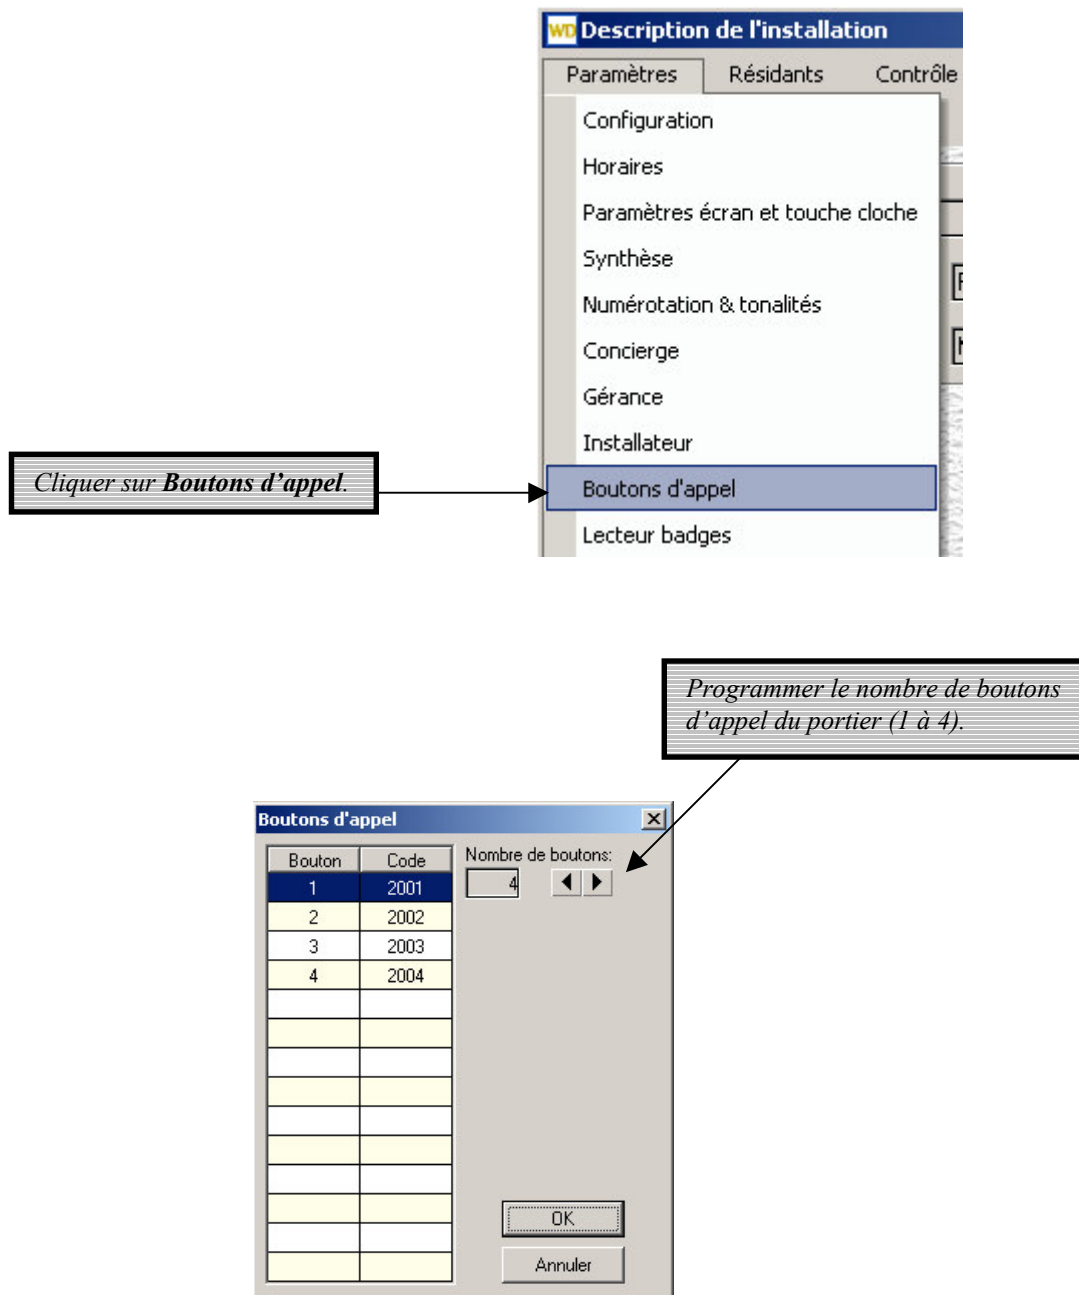 WD Description de l'installation
Paramètres Résidants Contrôle
Configuration
Horaires
Paramètres écran et touche cloche
Synthèse
Numérotation & tonalités
Concierge
Gérance
Installateur
Cliquer sur Boutons d'appel.
Boutons d'appel
Lecteur badges
Programmer le nombre de boutons
d'appel du portier (1 à 4).
Boutons d'appel
Bouton Code Nombre de boutons:
1 2001 4
2 2002
3 2003
4 2004
OK
Annuler